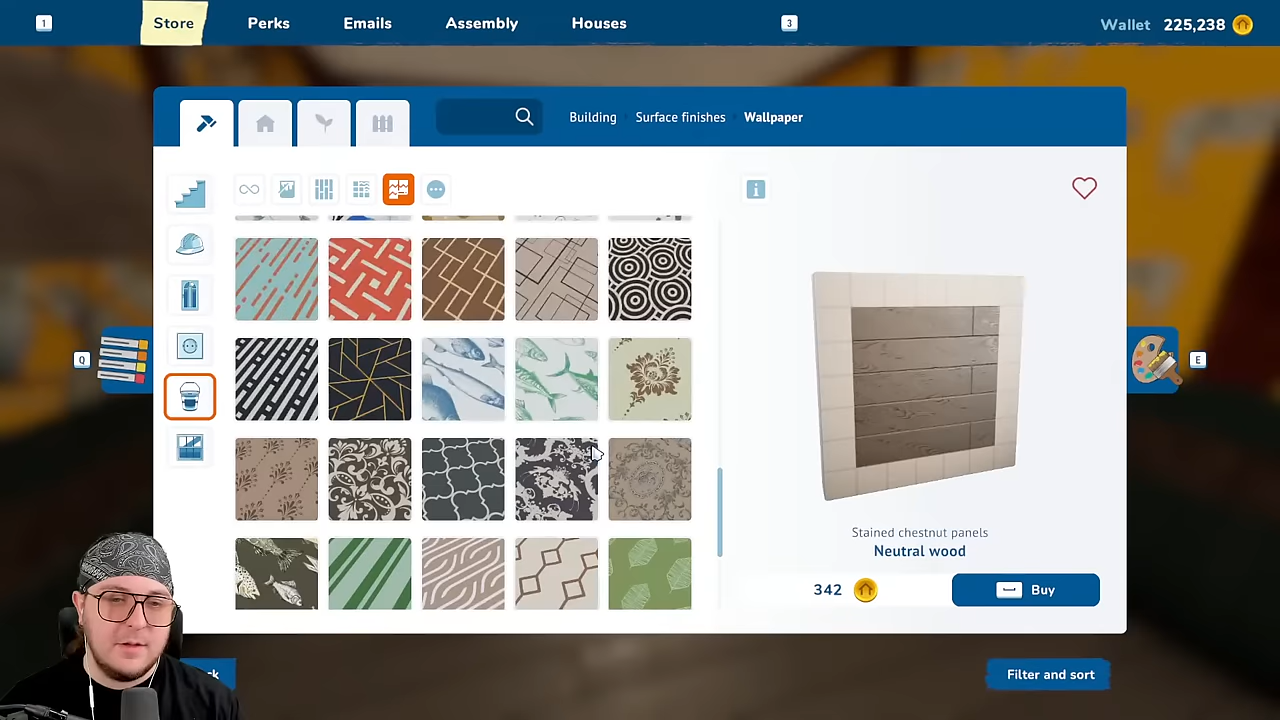 1 Store Perks Emails Assembly Houses 3 Wallet 225,238
Building Surface finishes Wallpaper
Q
E
Stained chestnut panels
Neutral wood
342 Buy
Filter and sort